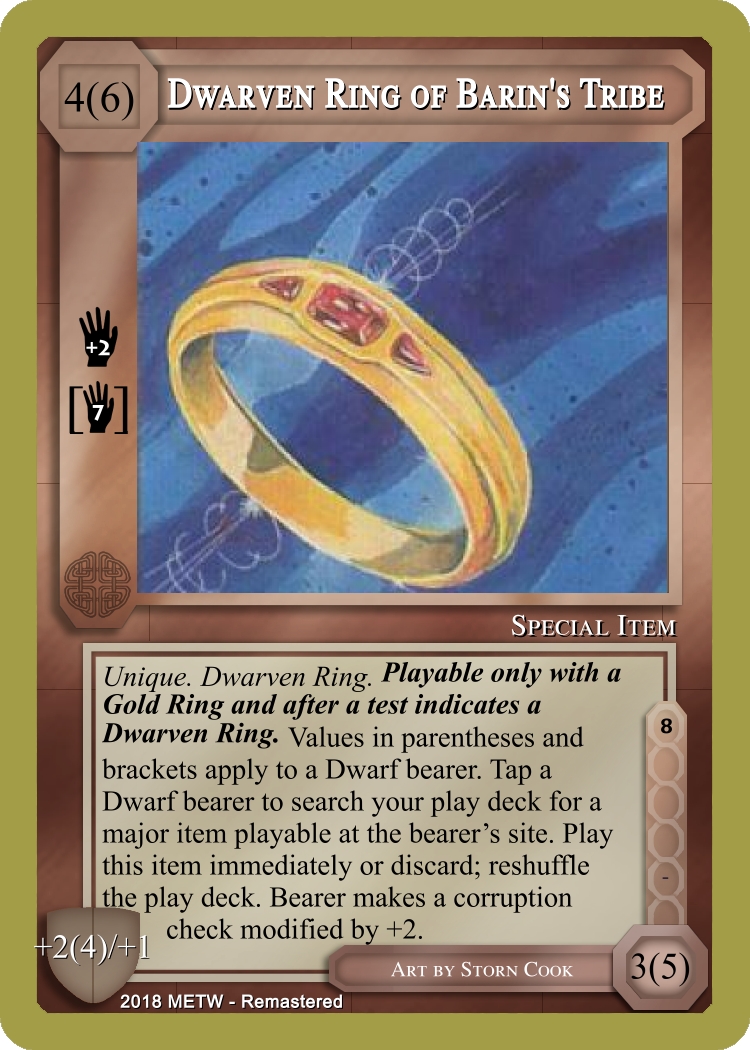 4(6)
Dwarven Ring of Barin's Tribe
+2
[7]
Special Item
Unique. Dwarven Ring. Playable only with a
Gold Ring and after a test indicates a
Dwarven Ring. Values in parentheses and
brackets apply to a Dwarf bearer. Tap a
Dwarf bearer to search your play deck for a
major item playable at the bearer’s site. Play
this item immediately or discard; reshuffle
the play deck. Bearer makes a corruption
check modified by +2.
8
-
+2(4)/+1
Art by Storn Cook
3(5)
2018 METW - Remastered